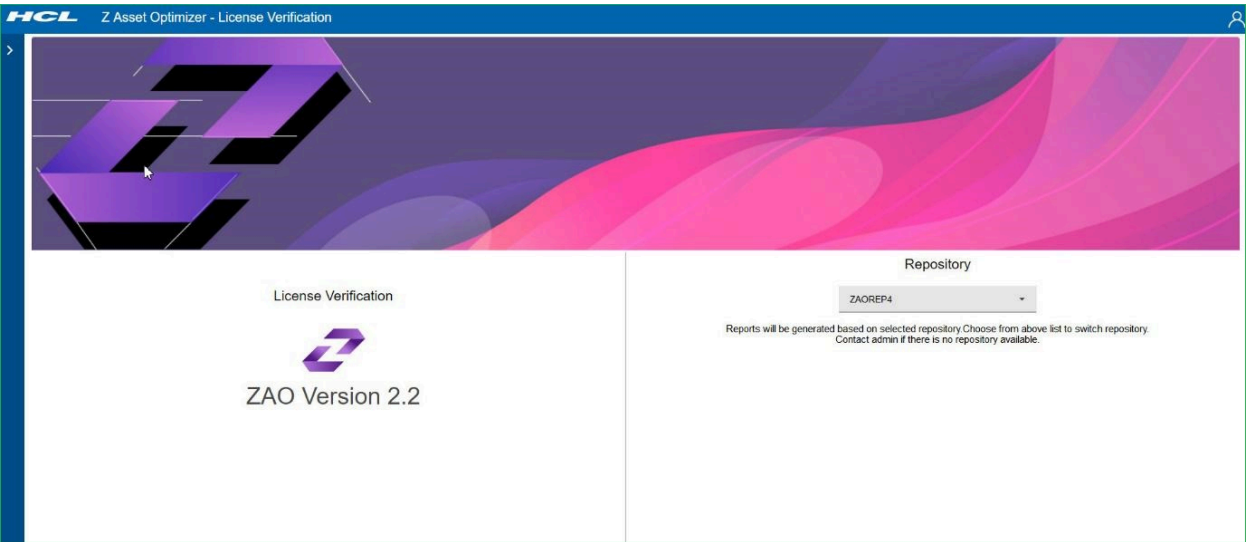 HCL Z Asset Optimizer - License Verification
License Verification
ZAO Version 2.2
Repository
ZAOREP4
Reports will be generated based on selected repository.Choose from above list to switch repository.
Contact admin if there is no repository available.